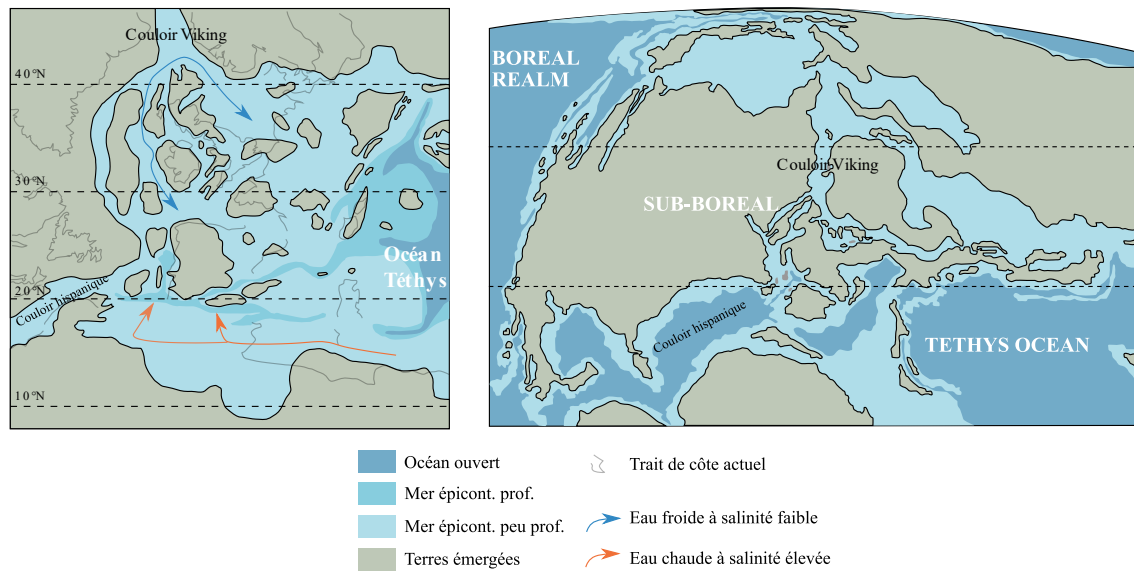 Couloir Viking
40°N
30°N
Océan
Téthys
20°N
Couloir hispanique
10°N
BOREAL
REALM
Couloir Viking
SUB-BOREAL
Couloir hispanique
TETHYS OCEAN
Océan ouvert
Mer épicont. prof.
Mer épicont. peu prof.
Terres émergées
Trait de côte actuel
Eau froide à salinité faible
Eau chaude à salinité élevée